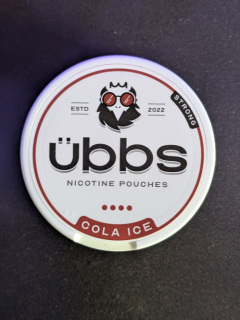 ESTD 2022
STRONG
übbs
NICOTINE POUCHES
COLA ICE